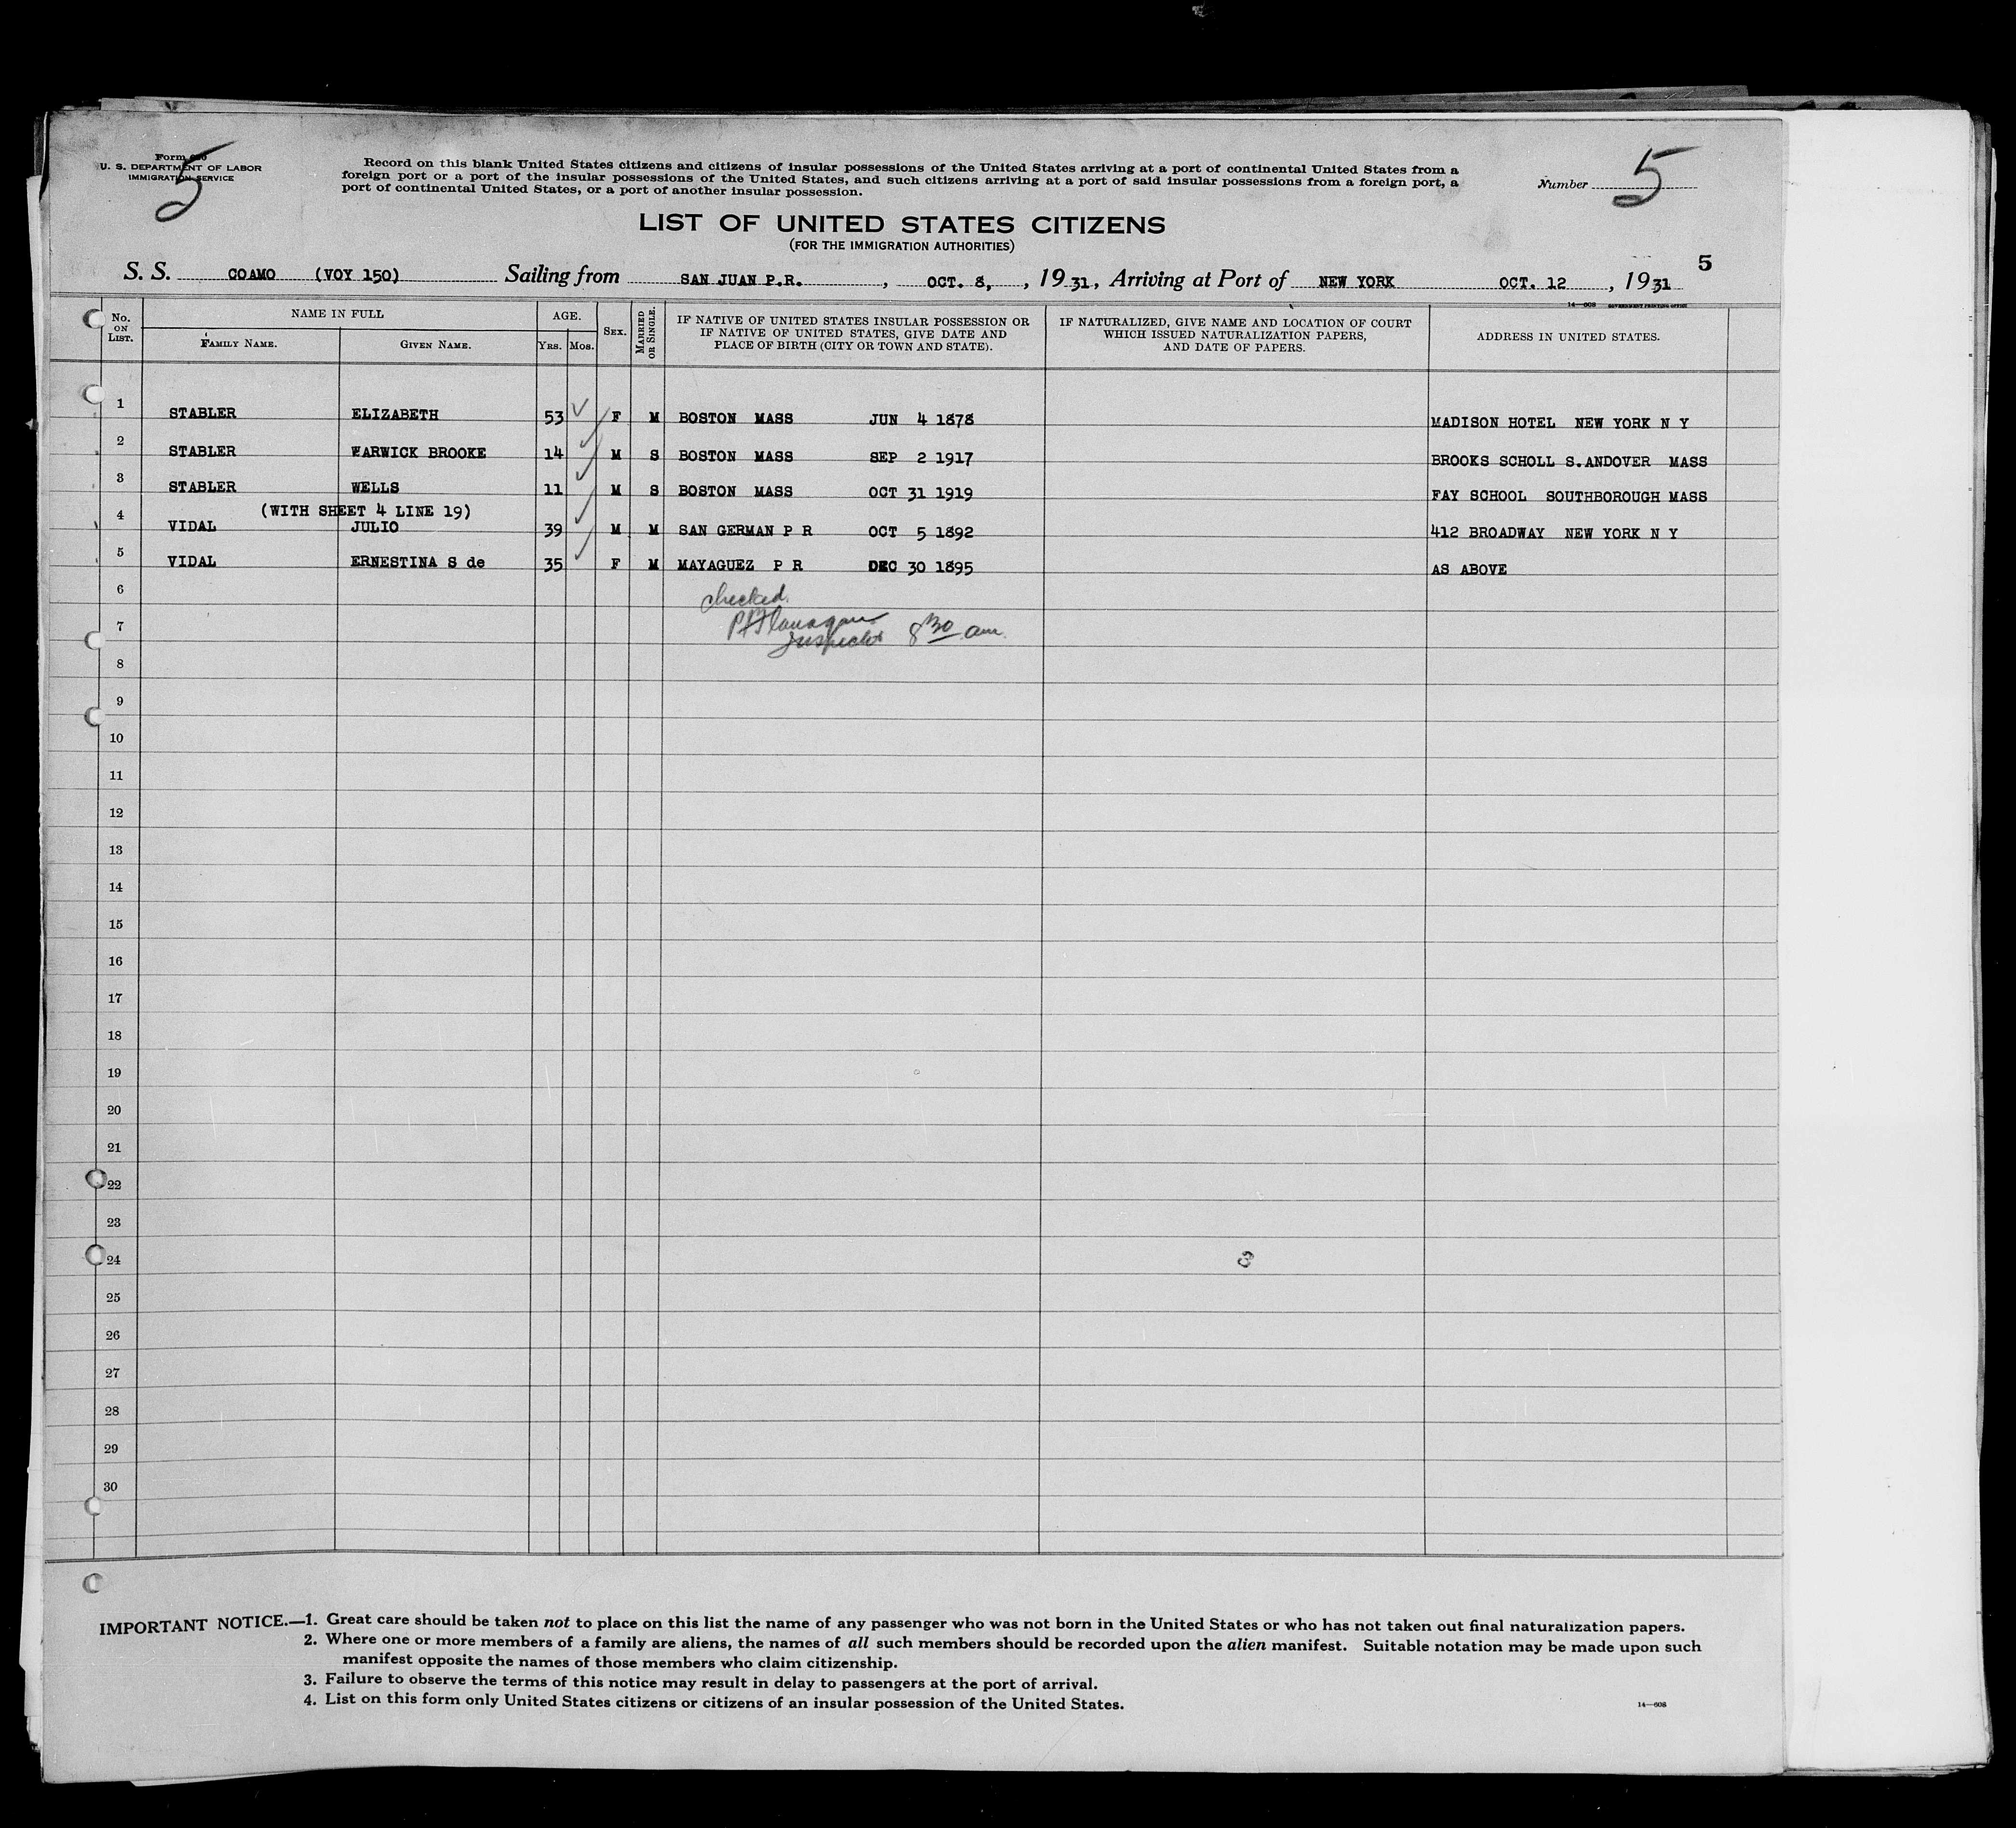 Form 630
U. S. DEPARTMENT OF LABOR
IMMIGRATION SERVICE
5
Record on this blank United States citizens and citizens of insular possessions of the United States arriving at a port of continental United States from a
foreign port or a port of the insular possessions of the United States, and such citizens arriving at a port of said insular possessions from a foreign port, a
port of continental United States, or a port of another insular possession.
Number 5
LIST OF UNITED STATES CITIZENS
(FOR THE IMMIGRATION AUTHORITIES)
5
S. S. COAMO (VOY 150) Sailing from SAN JUAN P.R. , OCT. 8, , 19 31, Arriving at Port of NEW YORK OCT. 12 , 19 31
14—608 GOVERNMENT PRINTING OFFICE
No. ON LIST. NAME IN FULL FAMILY NAME. GIVEN NAME. AGE. YRS. MOS. SEX. MARRIED OR SINGLE. IF NATIVE OF UNITED STATES INSULAR POSSESSION OR IF NATIVE OF UNITED STATES, GIVE DATE AND PLACE OF BIRTH (CITY OR TOWN AND STATE). IF NATURALIZED, GIVE NAME AND LOCATION OF COURT WHICH ISSUED NATURALIZATION PAPERS, AND DATE OF PAPERS. ADDRESS IN UNITED STATES.
1 STABLER ELIZABETH 53 F M BOSTON MASS JUN 4 1878 MADISON HOTEL NEW YORK N Y
2 STABLER WARWICK BROOKE 14 M S BOSTON MASS SEP 2 1917 BROOKS SCHOLL S.ANDOVER MASS
3 STABLER WELLS 11 M S BOSTON MASS OCT 31 1919 FAY SCHOOL SOUTHBOROUGH MASS
(WITH SHEET 4 LINE 19)
4 VIDAL JULIO 39 M M SAN GERMAN P R OCT 5 1892 412 BROADWAY NEW YORK N Y
5 VIDAL ERNESTINA S de 35 F M MAYAGUEZ P R DEC 30 1895 AS ABOVE
6 checked.
7 Flanagan
Inspector 8 30 am.
8
9
10
11
12
13
14
15
16
17
18
19
20
21
22
23
24
25
26
27
28
29
30
IMPORTANT NOTICE.—1. Great care should be taken not to place on this list the name of any passenger who was not born in the United States or who has not taken out final naturalization papers.
2. Where one or more members of a family are aliens, the names of all such members should be recorded upon the alien manifest. Suitable notation may be made upon such
manifest opposite the names of those members who claim citizenship.
3. Failure to observe the terms of this notice may result in delay to passengers at the port of arrival.
4. List on this form only United States citizens or citizens of an insular possession of the United States.
14—608